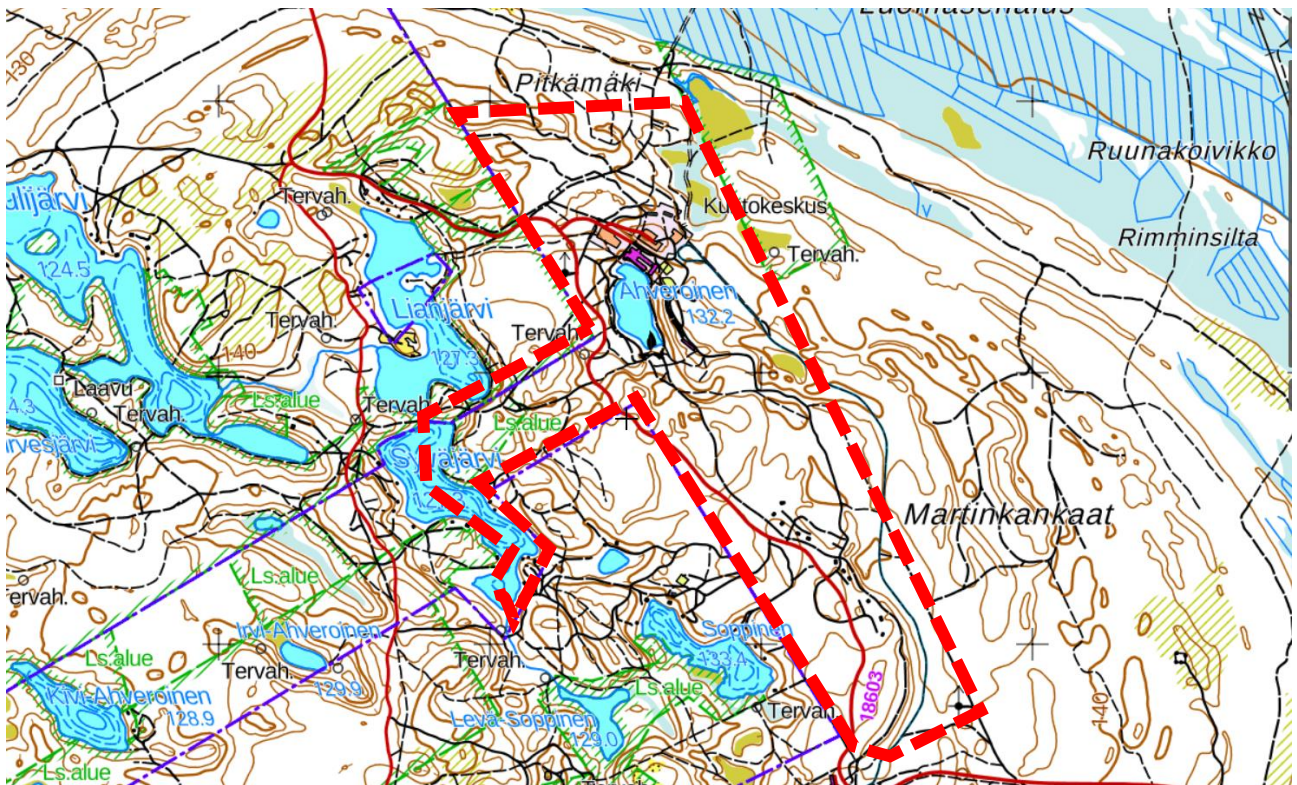 130
Pitkämäki
Ruunakoivikko
Rimminsilta
Tervah.
Kuntokeskus
Tervah.
124.5
Lianjärvi
127.3
Ahveroinen
132.2
Tervah.
Tervah.
140
Laavu
Tervah.
Ls.alue
Tervah.
Ls.alue
Syväjärvi
Martinkankaat
Ls.alue
Irvi-Ahveroinen
Tervah.
129.9
Tervah.
Soppinen
133.4
Ls.alue
Kivi-Ahveroinen
128.9
Ls.alue
Ls.alue
Leva-Soppinen
129.0
Tervah.
18603
140